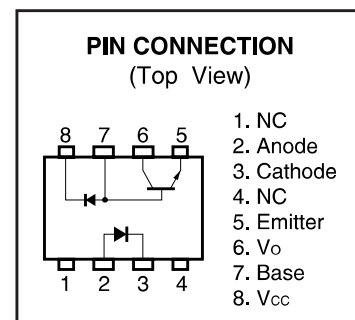 PIN CONNECTION
(Top View)
8 7 6 5
1 2 3 4
1. NC
2. Anode
3. Cathode
4. NC
5. Emitter
6. Vo
7. Base
8. Vcc